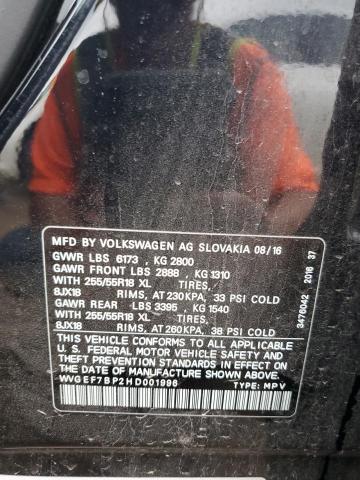 MFD BY VOLKSWAGEN AG SLOVAKIA 08/16
GVWR LBS 6173 , KG 2800
GAWR FRONT LBS 2888 , KG 1310
WITH 255/55R18 XL TIRES,
8JX18 RIMS, AT 230KPA, 33 PSI COLD
GAWR REAR LBS 3395 , KG 1540
WITH 255/55R18 XL TIRES,
8JX18 RIMS, AT 260KPA, 38 PSI COLD
THIS VEHICLE CONFORMS TO ALL APPLICABLE
U. S. FEDERAL MOTOR VEHICLE SAFETY AND
THEFT PREVENTION STANDARDS IN EFFECT ON
THE DATE OF MANUFACTURE SHOWN ABOVE
WVGEF7BP2HD001996 TYPE: MPV
3476042 2016 37